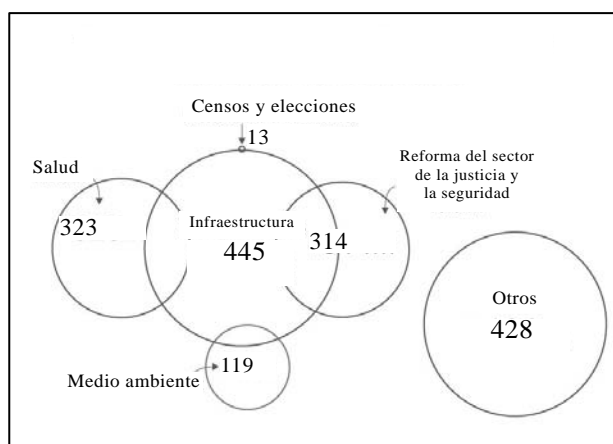 Censos y elecciones
13
Salud
Reforma del sector
de la justicia y
la seguridad
323
Infraestructura
445
314
Otros
428
119
Medio ambiente